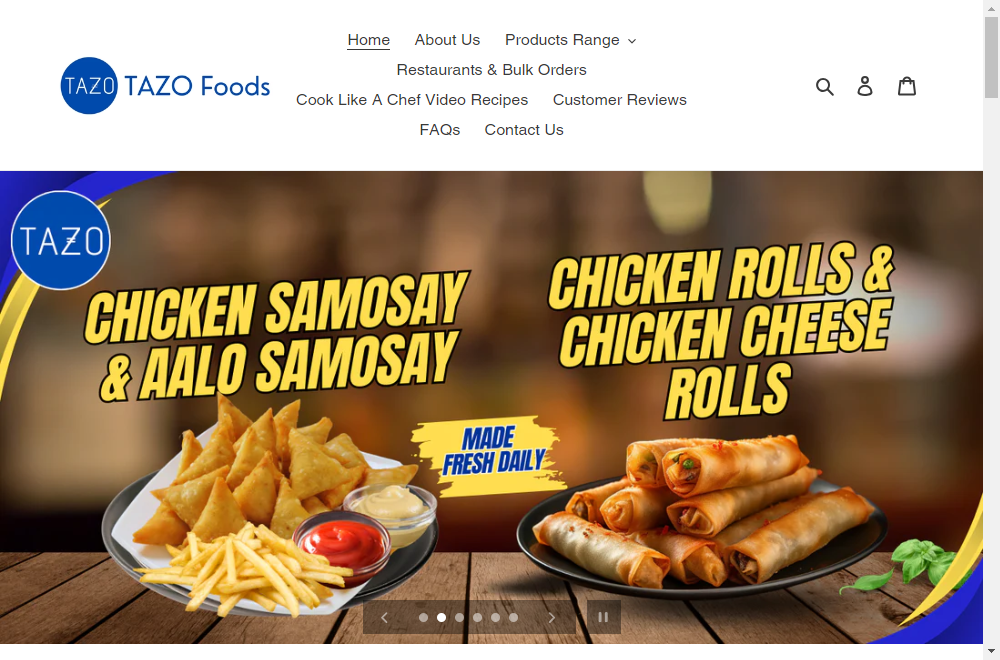 Home About Us Products Range
Restaurants & Bulk Orders
Cook Like A Chef Video Recipes Customer Reviews
FAQs Contact Us
TAZO TAZO Foods
TAZO
CHICKEN SAMOSAY
& AALO SAMOSAY
CHICKEN ROLLS &
CHICKEN CHEESE
ROLLS
MADE
FRESH DAILY